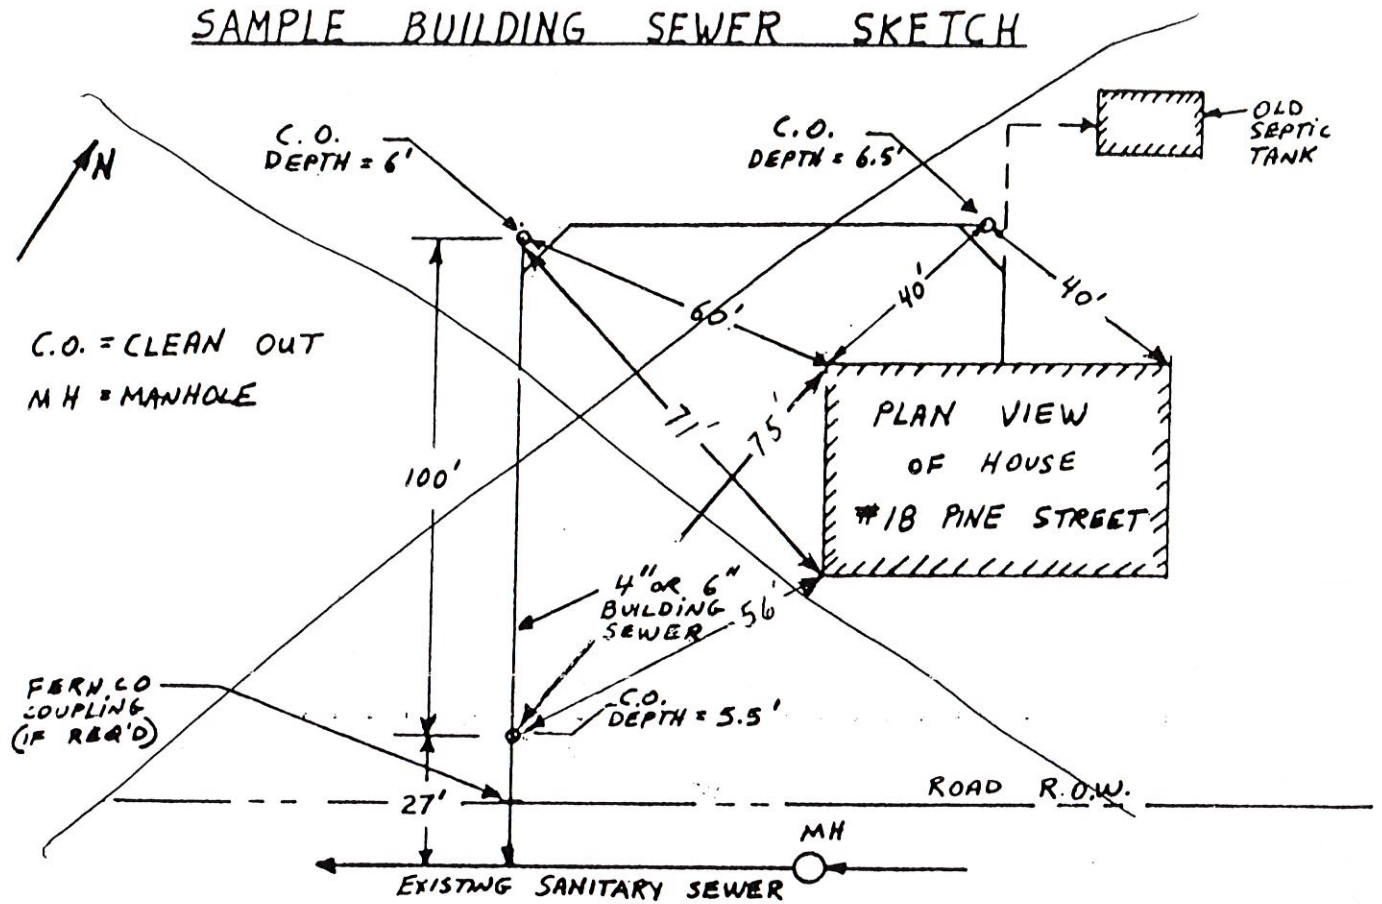 SAMPLE BUILDING SEWER SKETCH
C.O.
DEPTH = 6'
C.O.
DEPTH = 6.5'
OLD
SEPTIC
TANK
N
40'
40'
60'
C.O. = CLEAN OUT
MH = MANHOLE
71'
75'
PLAN VIEW
OF HOUSE
#18 PINE STREET
100'
4" OR 6"
BUILDING
SEWER
56'
FERNCO
COUPLING
(IF REQ'D)
C.O.
DEPTH = 5.5'
27'
ROAD R.O.W.
MH
EXISTING SANITARY SEWER